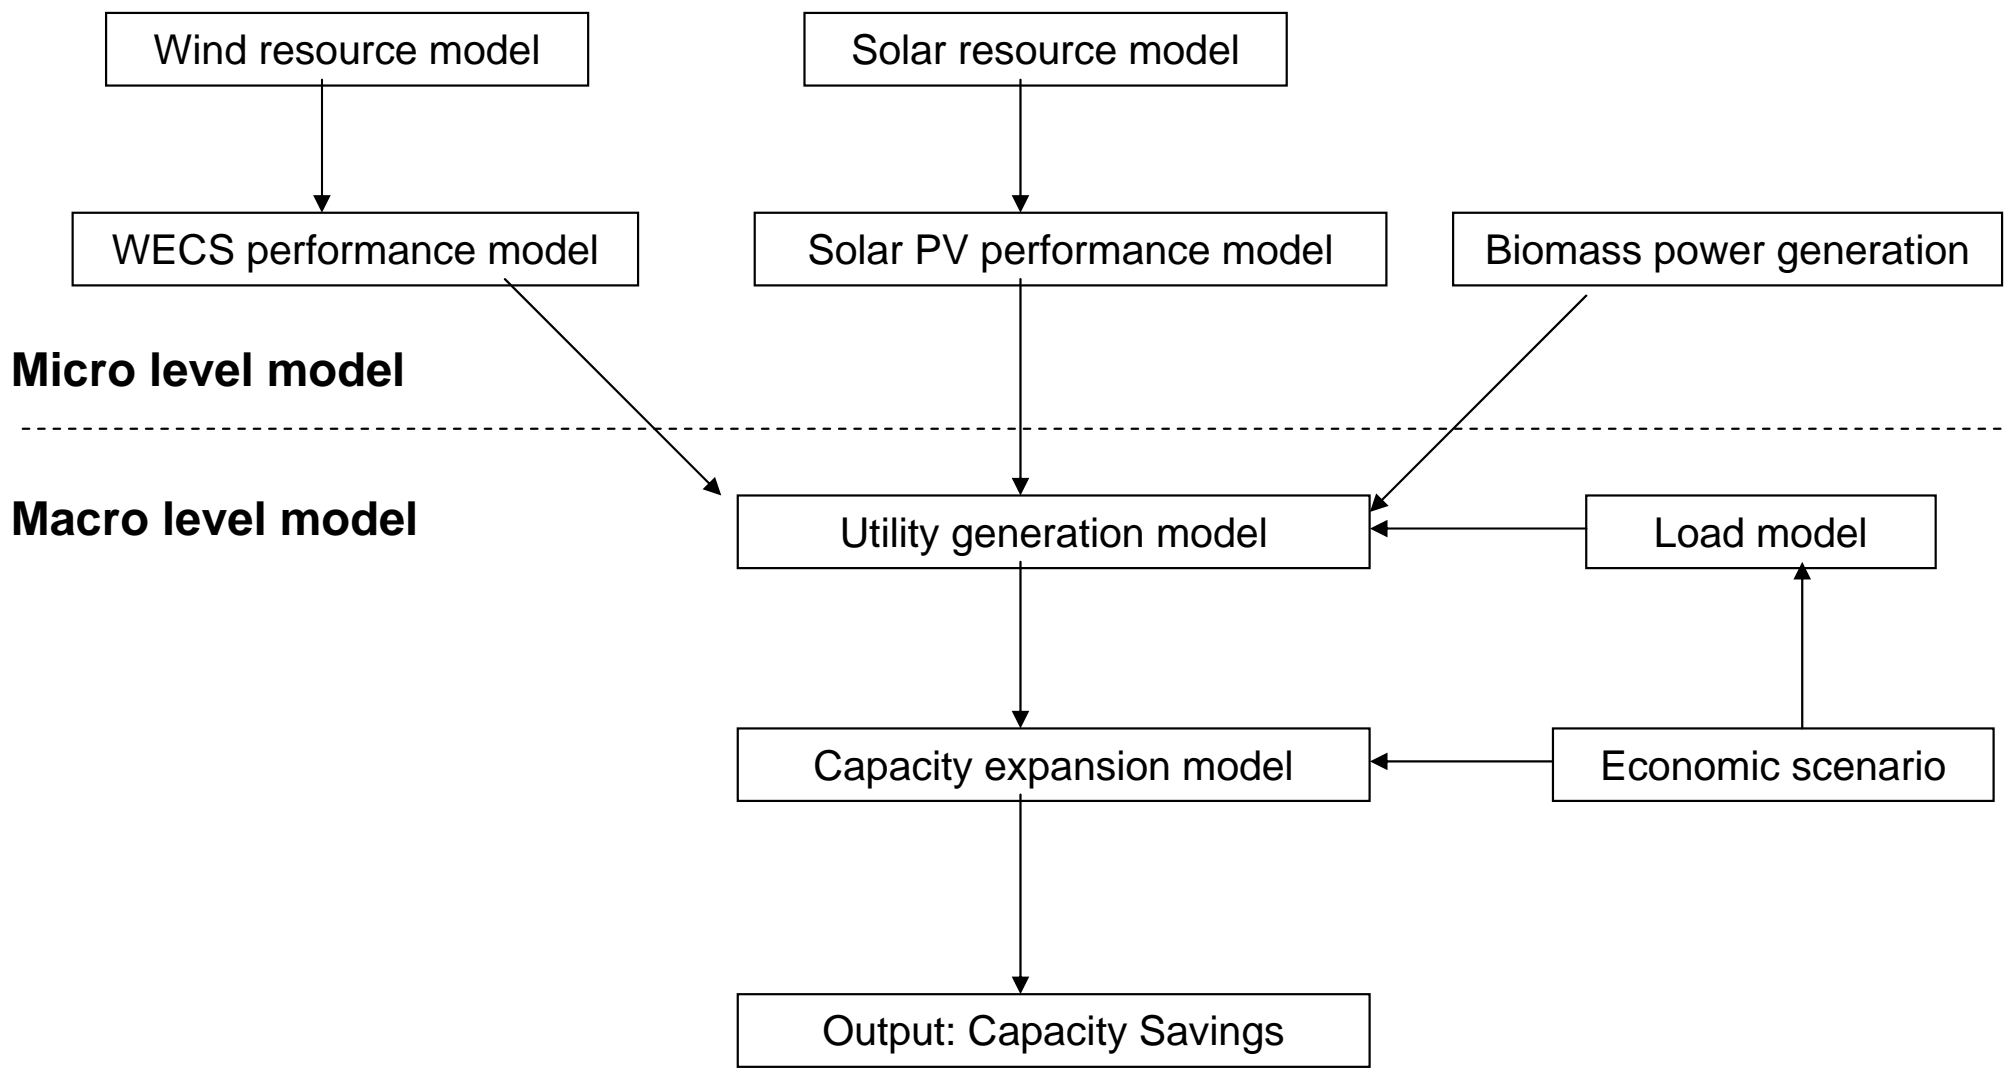 Wind resource model
Solar resource model
WECS performance model
Solar PV performance model
Biomass power generation
Micro level model
Macro level model
Utility generation model
Load model
Capacity expansion model
Economic scenario
Output: Capacity Savings